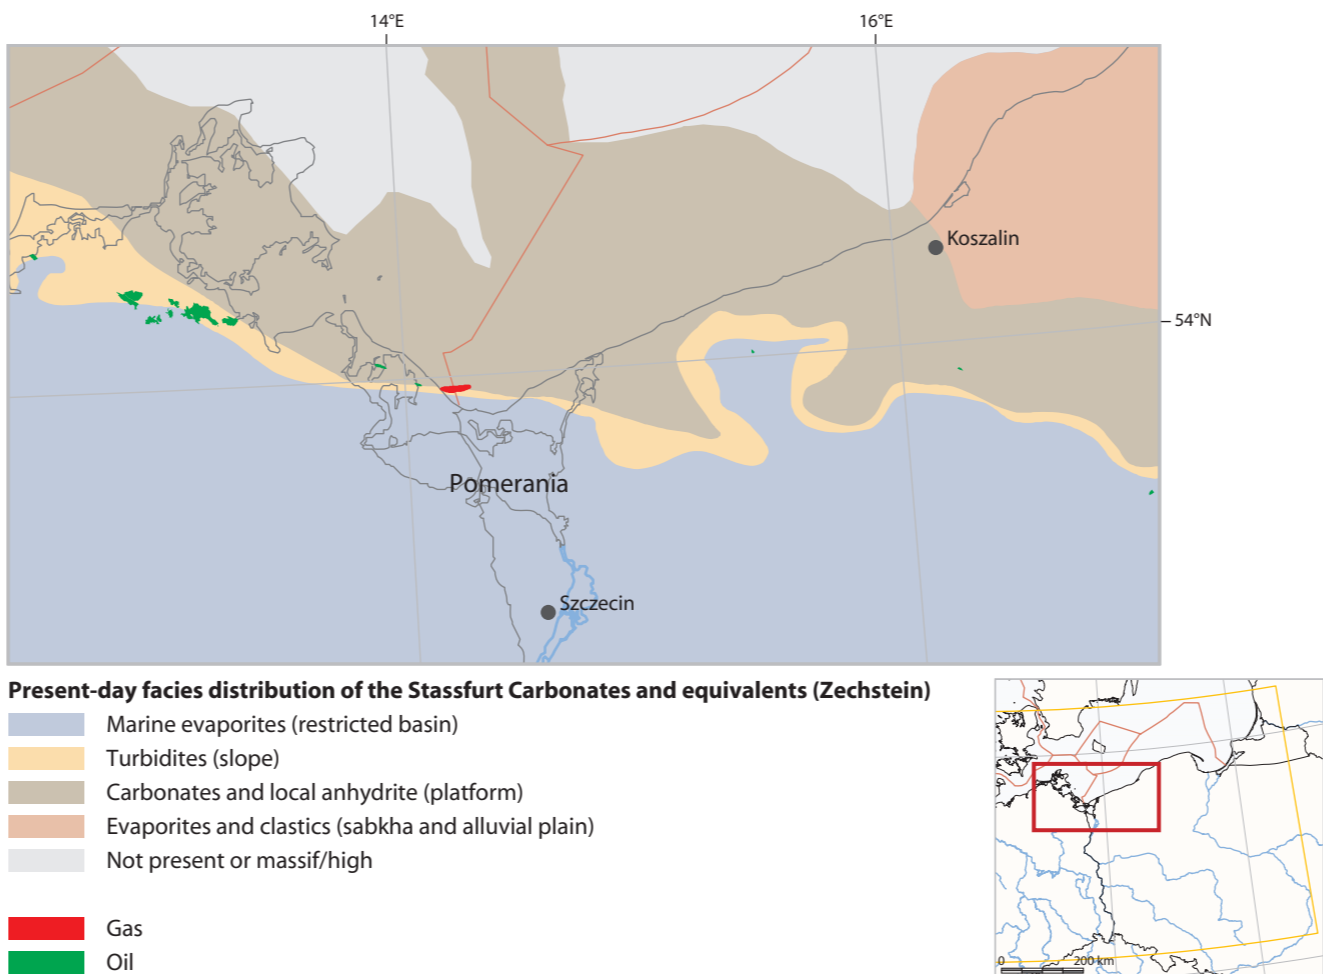 14°E
16°E
Koszalin
54°N
Pomerania
Szczecin
Present-day facies distribution of the Stassfurt Carbonates and equivalents (Zechstein)
Marine evaporites (restricted basin)
Turbidites (slope)
Carbonates and local anhydrite (platform)
Evaporites and clastics (sabkha and alluvial plain)
Not present or massif/high
Gas
Oil
0 200 km